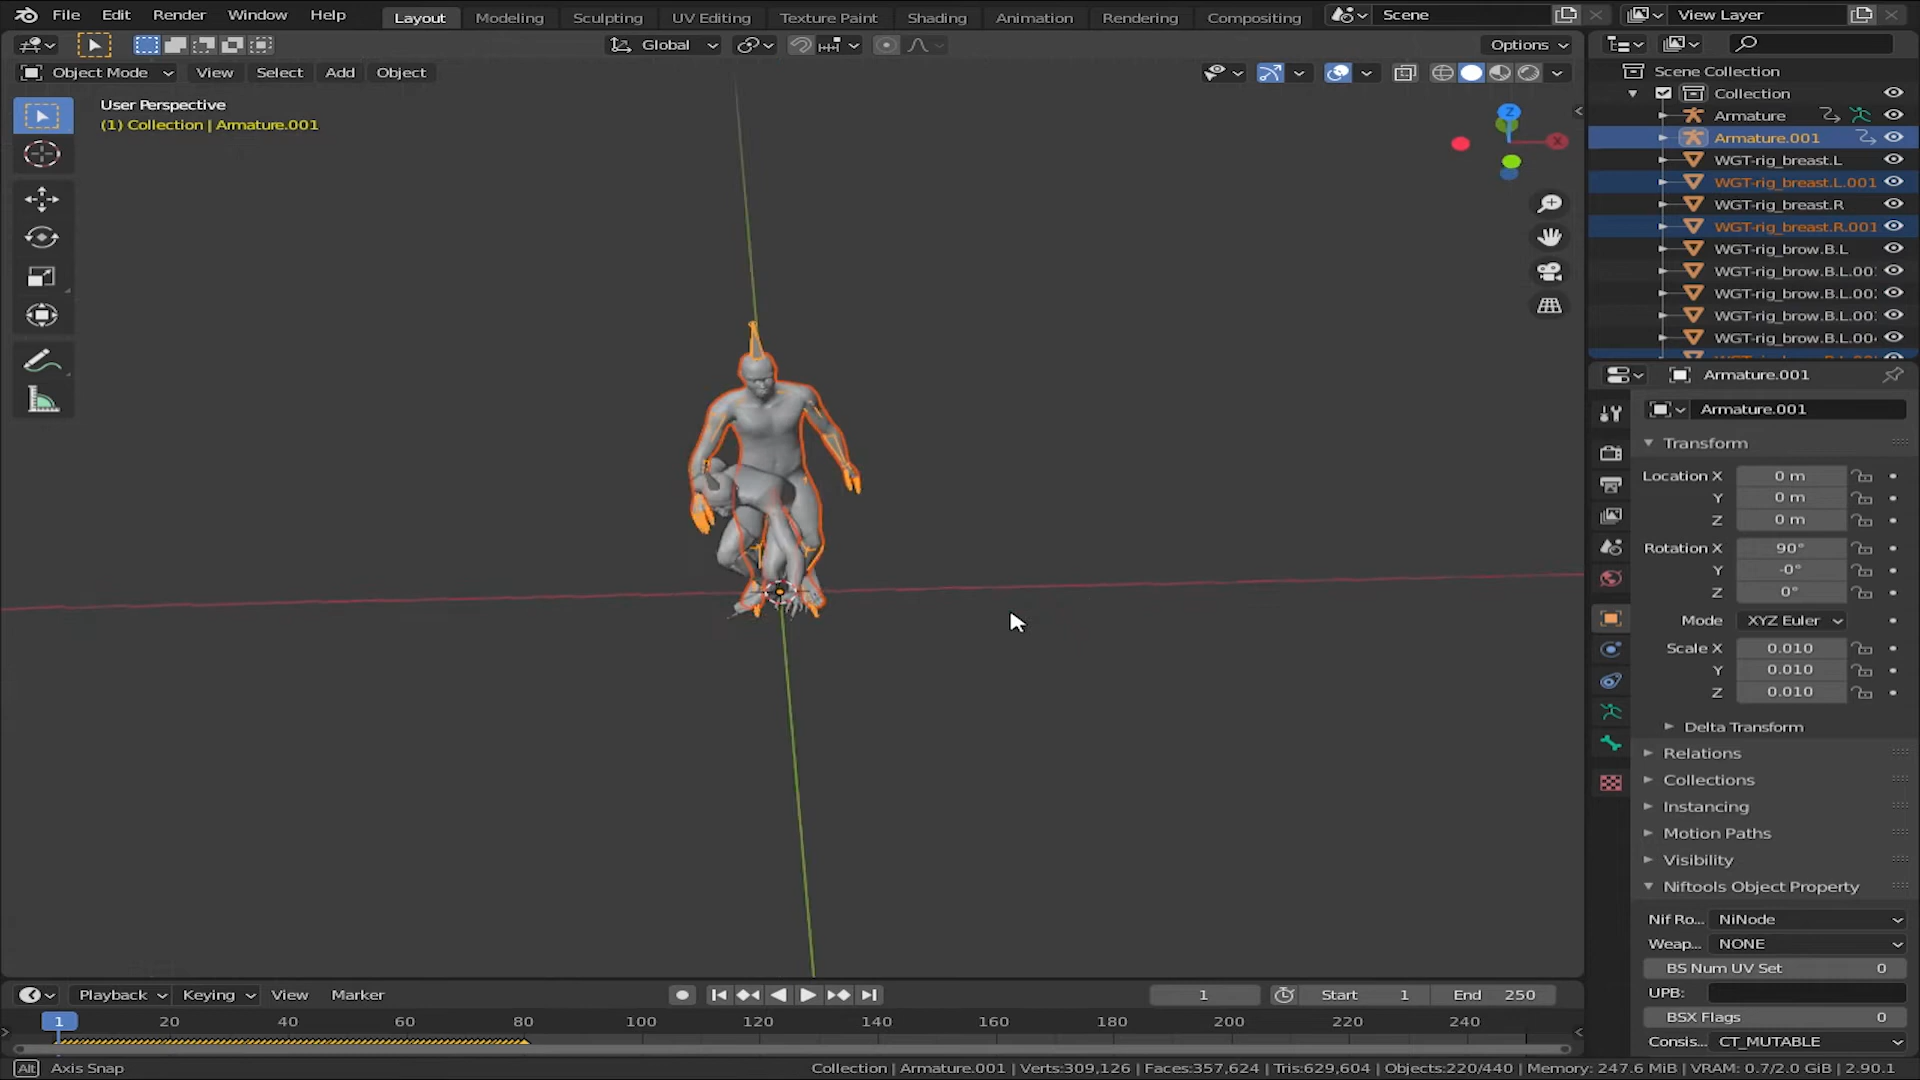 File Edit Render Window Help Layout Modeling Sculpting UV Editing Texture Paint Shading Animation Rendering Compositing Scene View Layer
Global Options
Object Mode View Select Add Object
User Perspective
(1) Collection | Armature.001
Z
X
Scene Collection
Collection
Armature
Armature.001
WGT-rig_breast.L
WGT-rig_breast.L.001
WGT-rig_breast.R
WGT-rig_breast.R.001
WGT-rig_brow.B.L
WGT-rig_brow.B.L.00
WGT-rig_brow.B.L.00
WGT-rig_brow.B.L.00
WGT-rig_brow.B.L.00
Armature.001
Armature.001
Transform
Location X 0 m
Y 0 m
Z 0 m
Rotation X 90°
Y -0°
Z 0°
Mode XYZ Euler
Scale X 0.010
Y 0.010
Z 0.010
Delta Transform
Relations
Collections
Instancing
Motion Paths
Visibility
Niftools Object Property
Nif Ro... NiNode
Weap... NONE
BS Num UV Set 0
UPB:
BSX Flags 0
Consis... CT_MUTABLE
Playback Keying View Marker 1 Start 1 End 250
1 20 40 60 80 100 120 140 160 180 200 220 240
Alt Axis Snap
Collection | Armature.001 | Verts:309,126 | Faces:357,624 | Tris:629,604 | Objects:220/440 | Memory: 247.6 MiB | VRAM: 0.7/2.0 GiB | 2.90.1